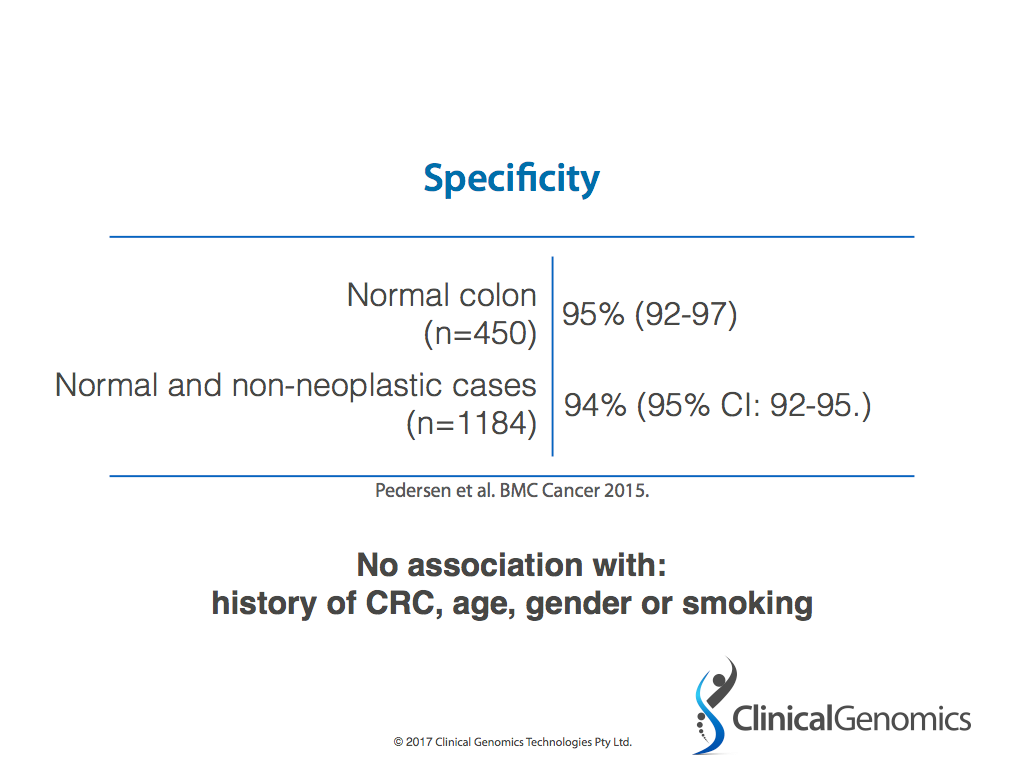 Specificity
Normal colon
(n=450)
95% (92-97)
Normal and non-neoplastic cases
(n=1184)
94% (95% CI: 92-95.)
Pedersen et al. BMC Cancer 2015.
No association with:
history of CRC, age, gender or smoking
ClinicalGenomics
© 2017 Clinical Genomics Technologies Pty Ltd.